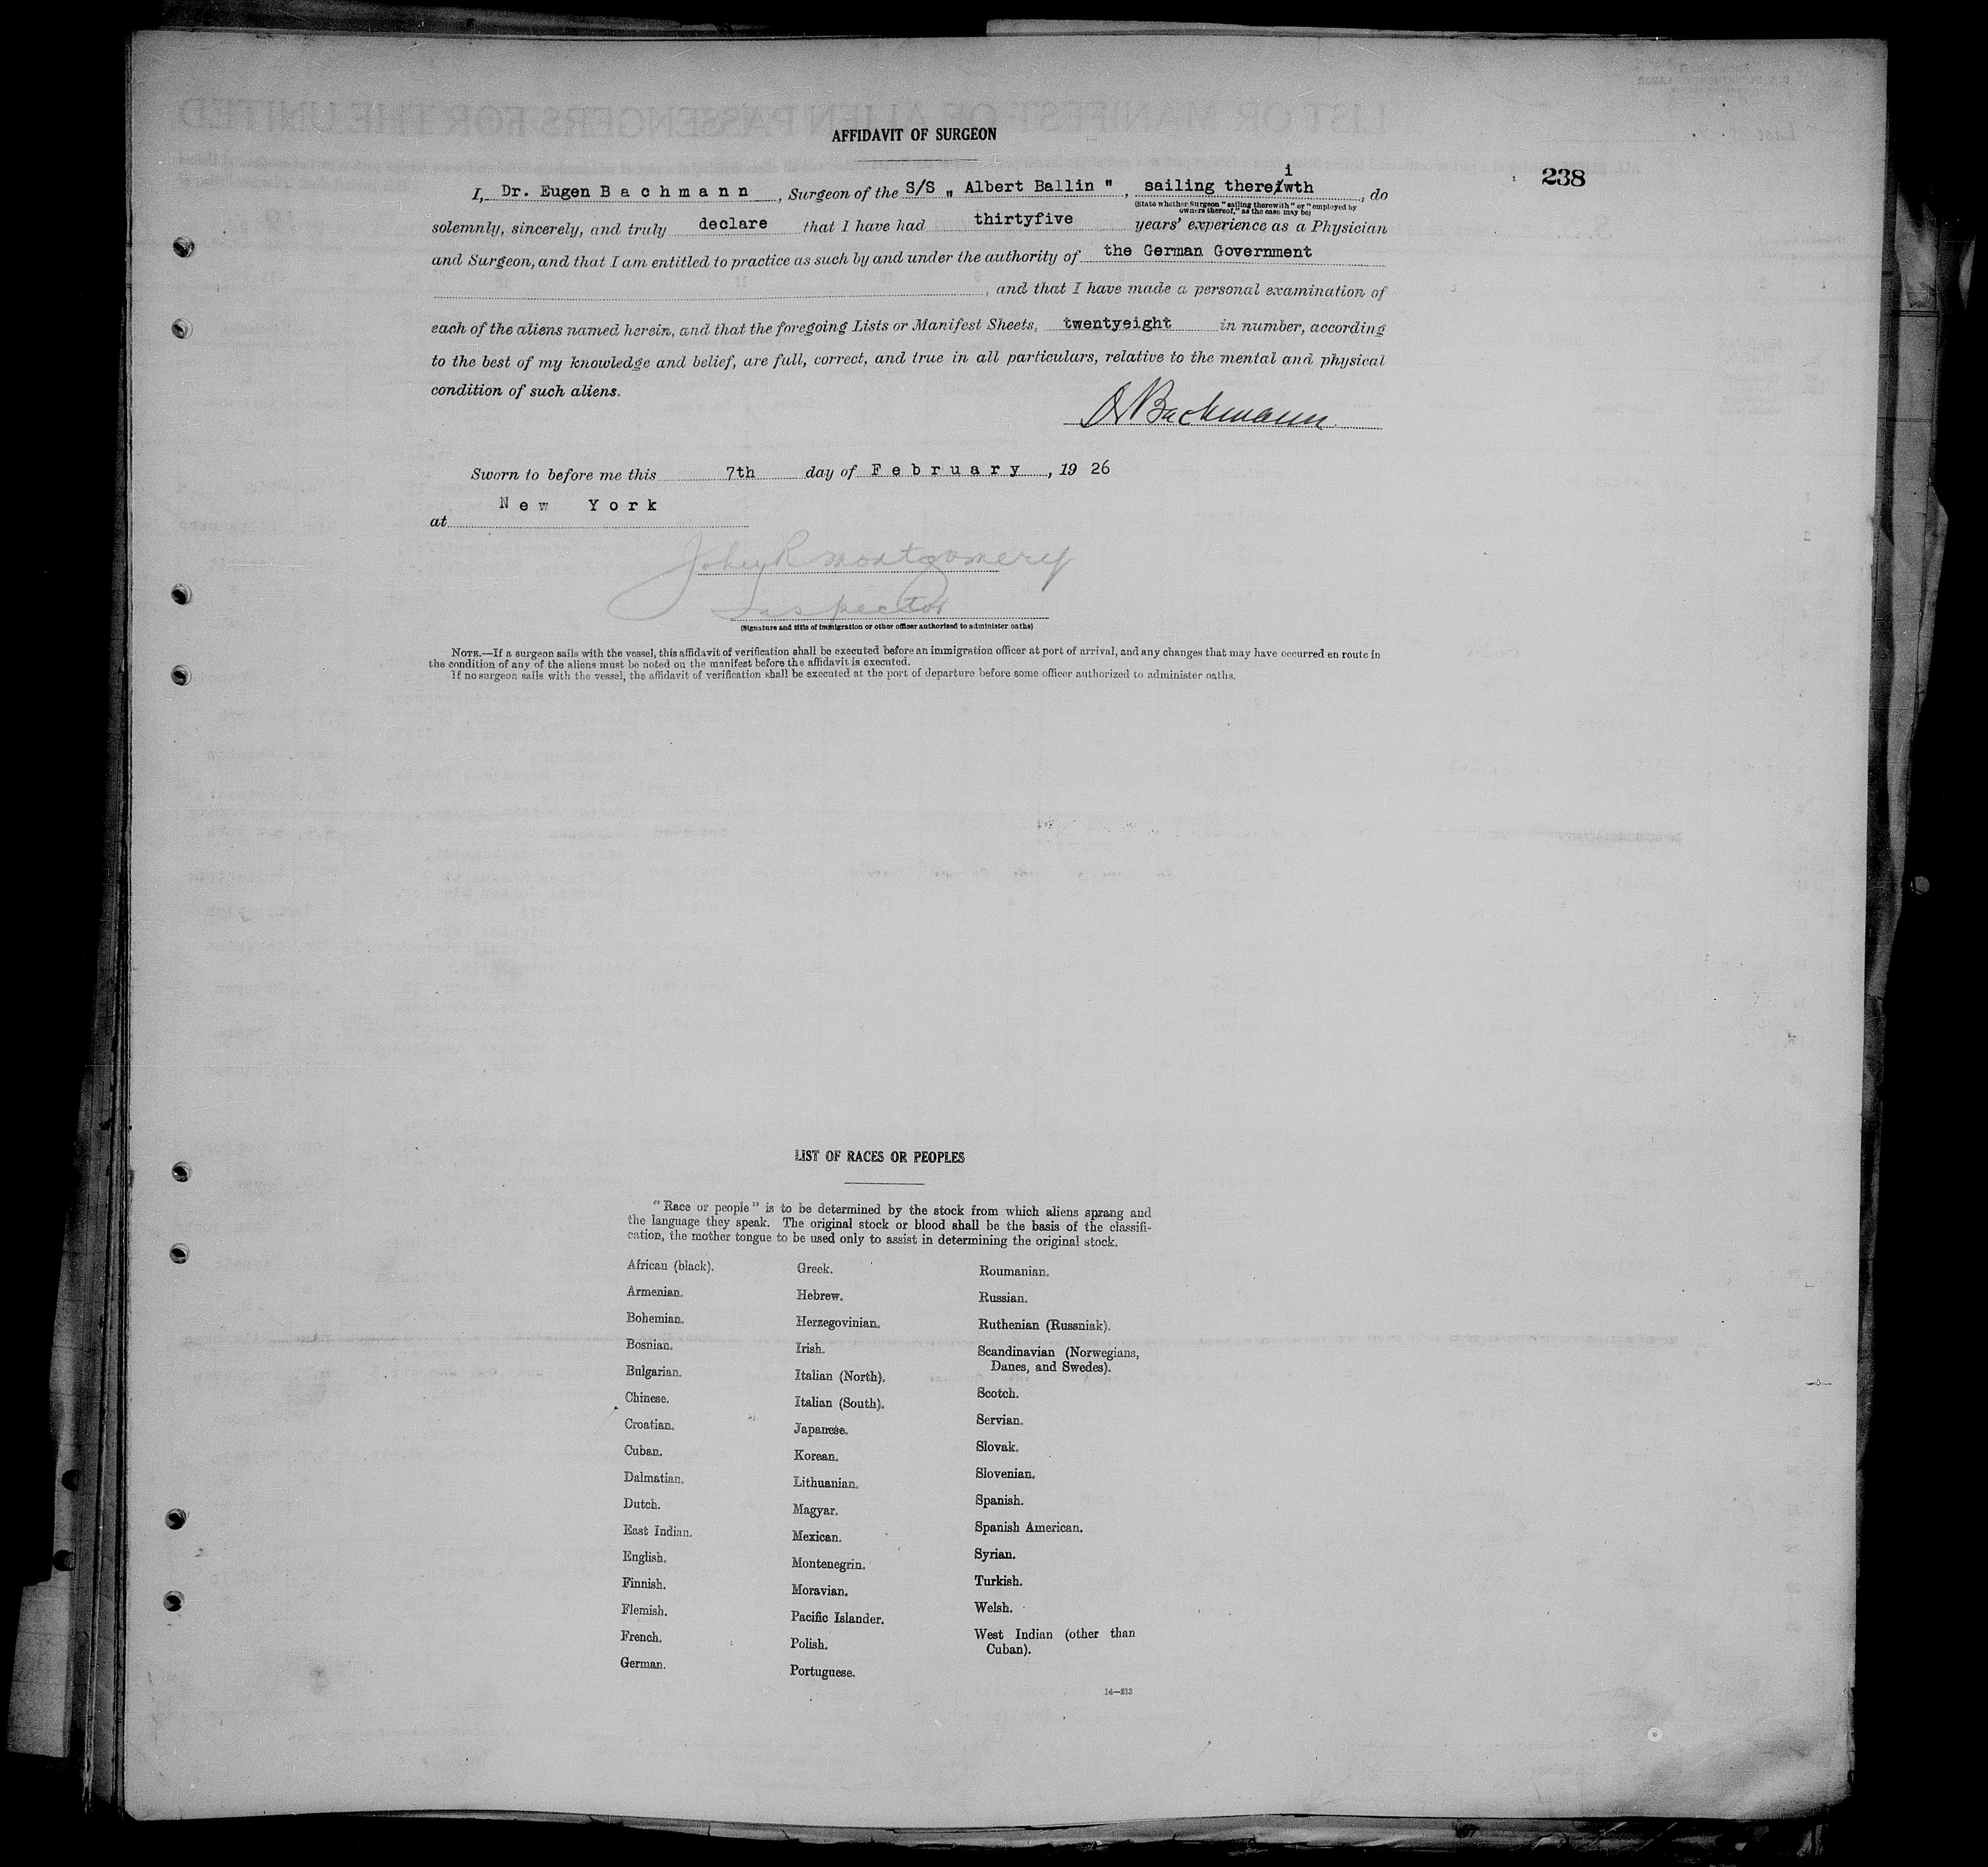 AFFIDAVIT OF SURGEON
238
i
I, Dr. Eugen B a c h m a n n , Surgeon of the S/S „ Albert Ballin " , sailing therewth , do
(State whether Surgeon "sailing therewith" or "employed by
owners thereof," as the case may be)
solemnly, sincerely, and truly declare that I have had thirtyfive years' experience as a Physician
and Surgeon, and that I am entitled to practice as such by and under the authority of the German Government
, and that I have made a personal examination of
each of the aliens named herein, and that the foregoing Lists or Manifest Sheets, twentyeight in number, according
to the best of my knowledge and belief, are full, correct, and true in all particulars, relative to the mental and physical
condition of such aliens.
Dr Bachmann
Sworn to before me this 7th day of F e b r u a r y , 19 26
at N e w Y o r k
John R Montgomery
Inspector
(Signature and title of immigration or other officer authorized to administer oaths)
NOTE.—If a surgeon sails with the vessel, this affidavit of verification shall be executed before an immigration officer at port of arrival, and any changes that may have occurred en route in
the condition of any of the aliens must be noted on the manifest before the affidavit is executed.
If no surgeon sails with the vessel, the affidavit of verification shall be executed at the port of departure before some officer authorized to administer oaths.
LIST OF RACES OR PEOPLES
"Race or people" is to be determined by the stock from which aliens sprang and
the language they speak. The original stock or blood shall be the basis of the classifi-
cation, the mother tongue to be used only to assist in determining the original stock.
African (black).
Armenian.
Bohemian.
Bosnian.
Bulgarian.
Chinese.
Croatian.
Cuban.
Dalmatian.
Dutch.
East Indian.
English.
Finnish.
Flemish.
French.
German.
Greek.
Hebrew.
Herzegovinian.
Irish.
Italian (North).
Italian (South).
Japanese.
Korean.
Lithuanian.
Magyar.
Mexican.
Montenegrin.
Moravian.
Pacific Islander.
Polish.
Portuguese.
Roumanian.
Russian.
Ruthenian (Russniak).
Scandinavian (Norwegians,
Danes, and Swedes).
Scotch.
Servian.
Slovak.
Slovenian.
Spanish.
Spanish American.
Syrian.
Turkish.
Welsh.
West Indian (other than
Cuban).
14—213